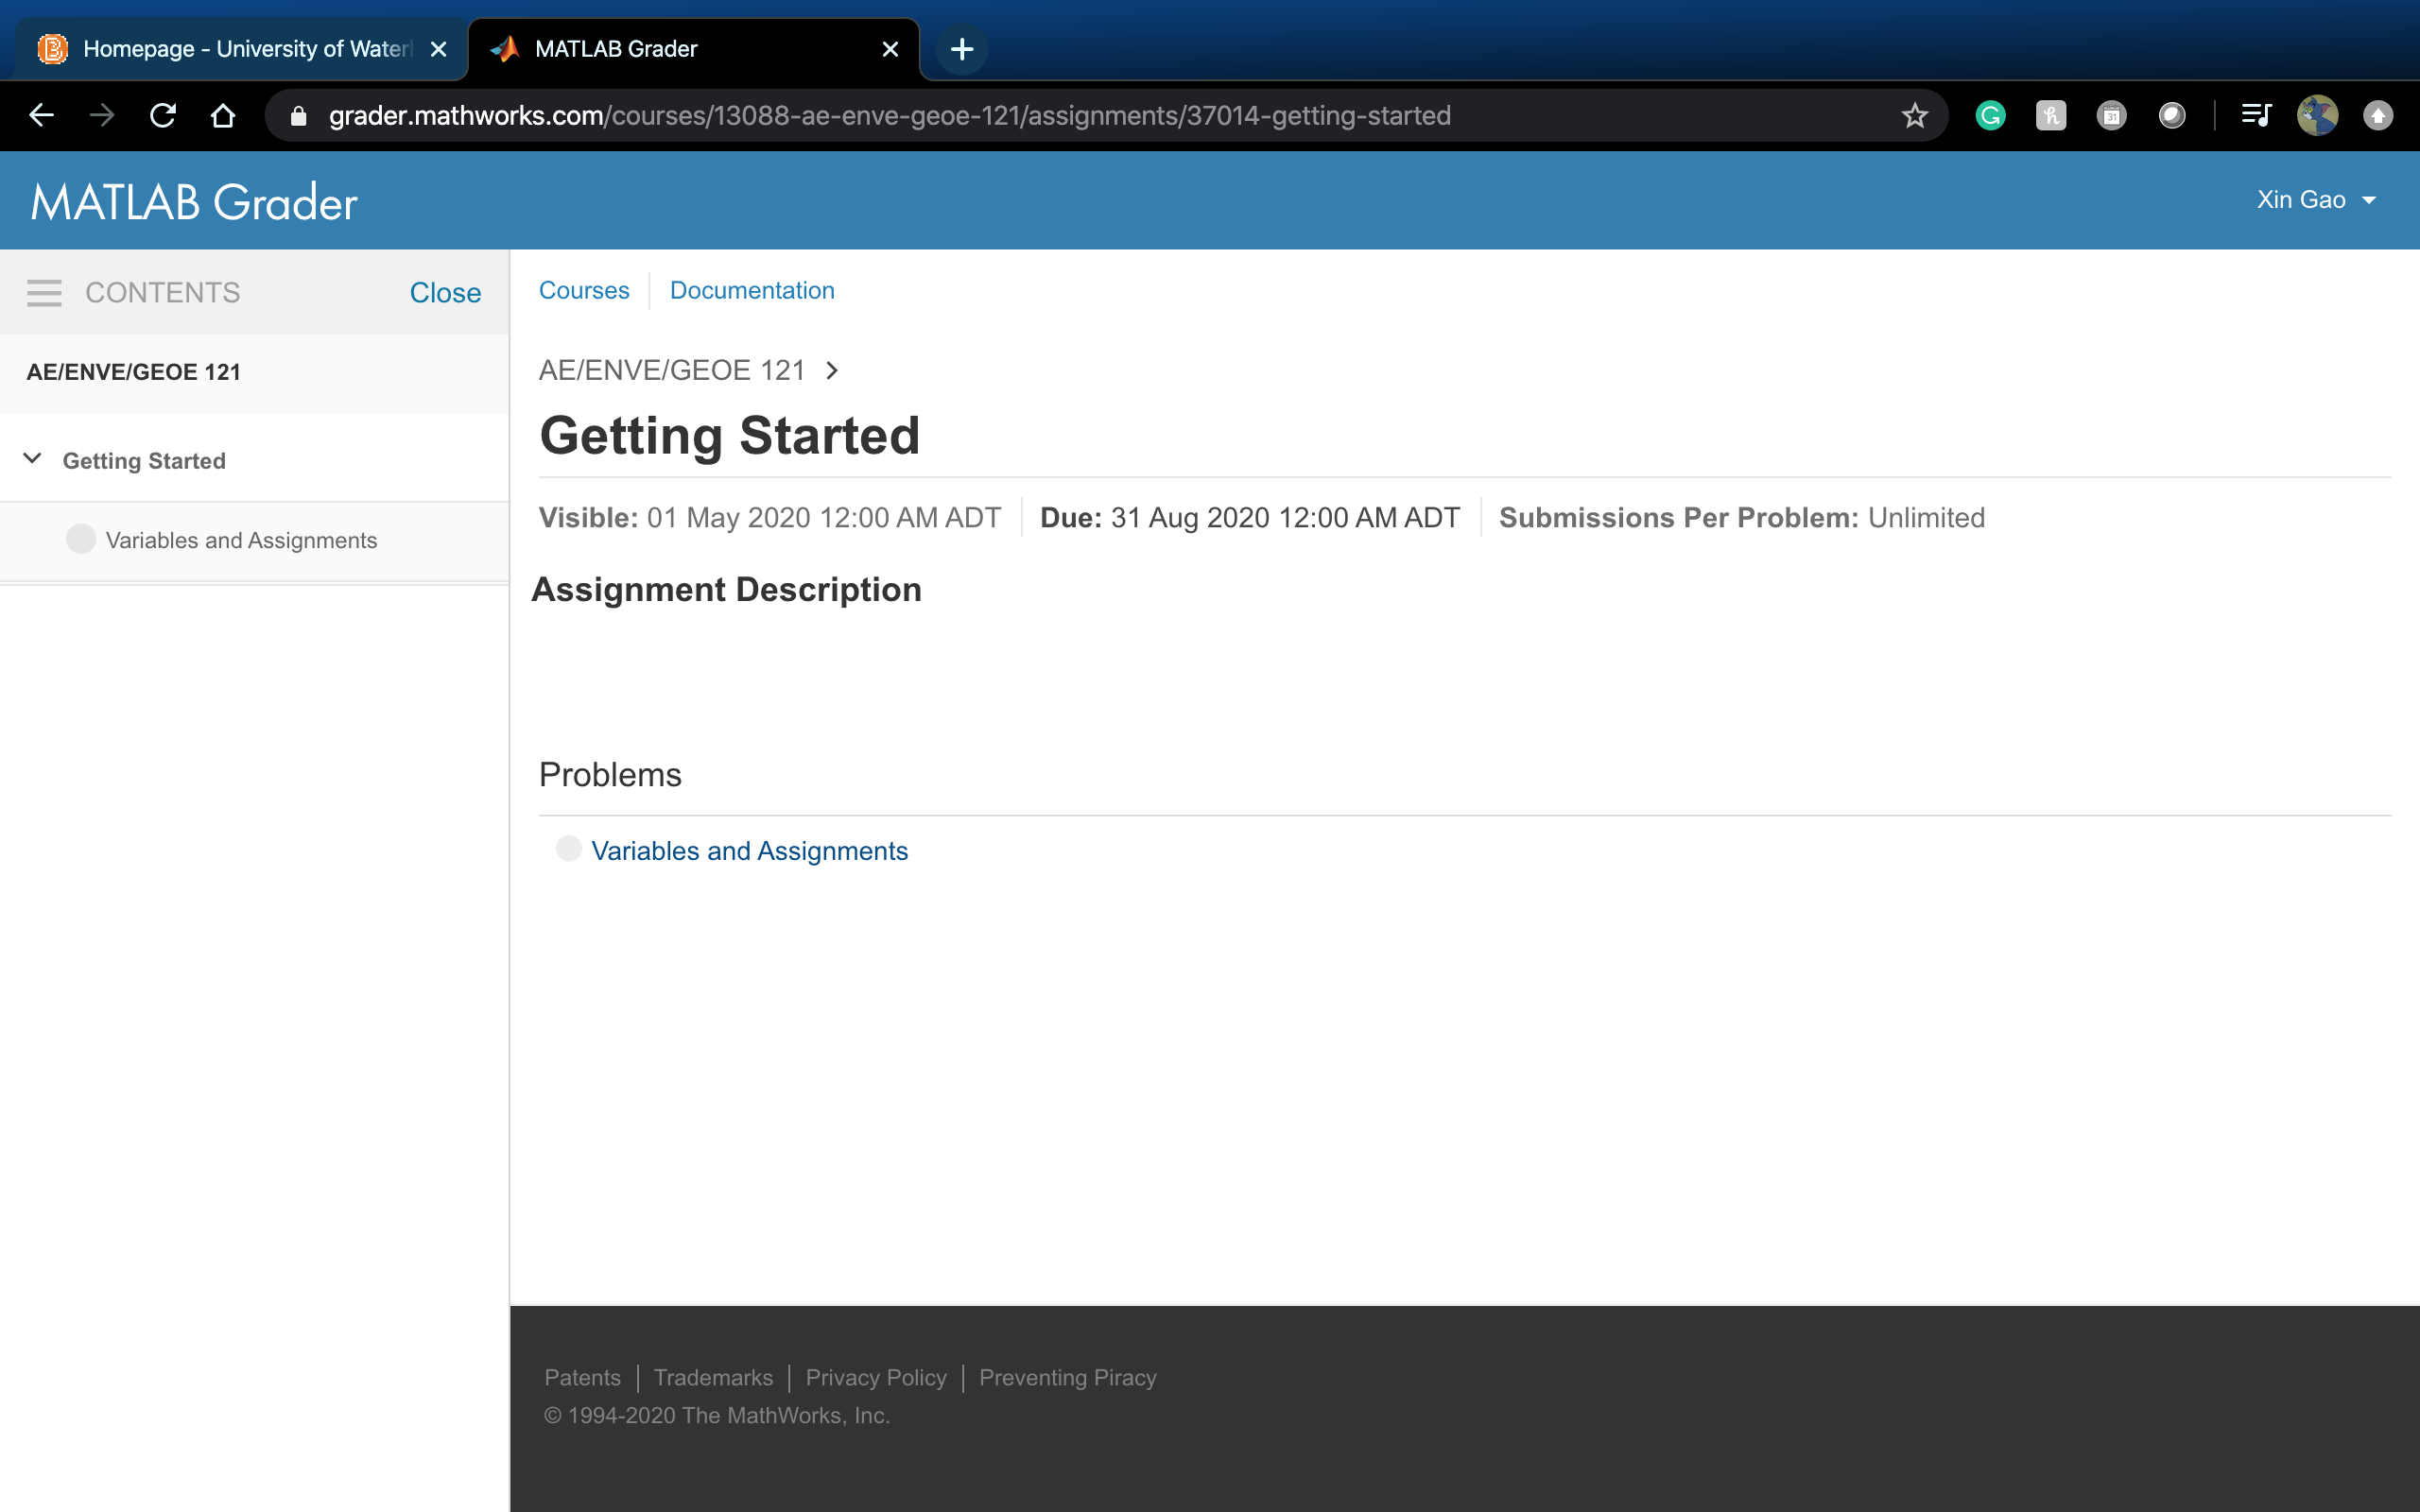 Homepage - University of Water
MATLAB Grader
grader.mathworks.com/courses/13088-ae-enve-geoe-121/assignments/37014-getting-started
MATLAB Grader
Xin Gao
CONTENTS
Close
AE/ENVE/GEOE 121
Getting Started
Variables and Assignments
Courses
Documentation
AE/ENVE/GEOE 121
Getting Started
Visible: 01 May 2020 12:00 AM ADT
Due: 31 Aug 2020 12:00 AM ADT
Submissions Per Problem: Unlimited
Assignment Description
Problems
Variables and Assignments
Patents
Trademarks
Privacy Policy
Preventing Piracy
© 1994-2020 The MathWorks, Inc.